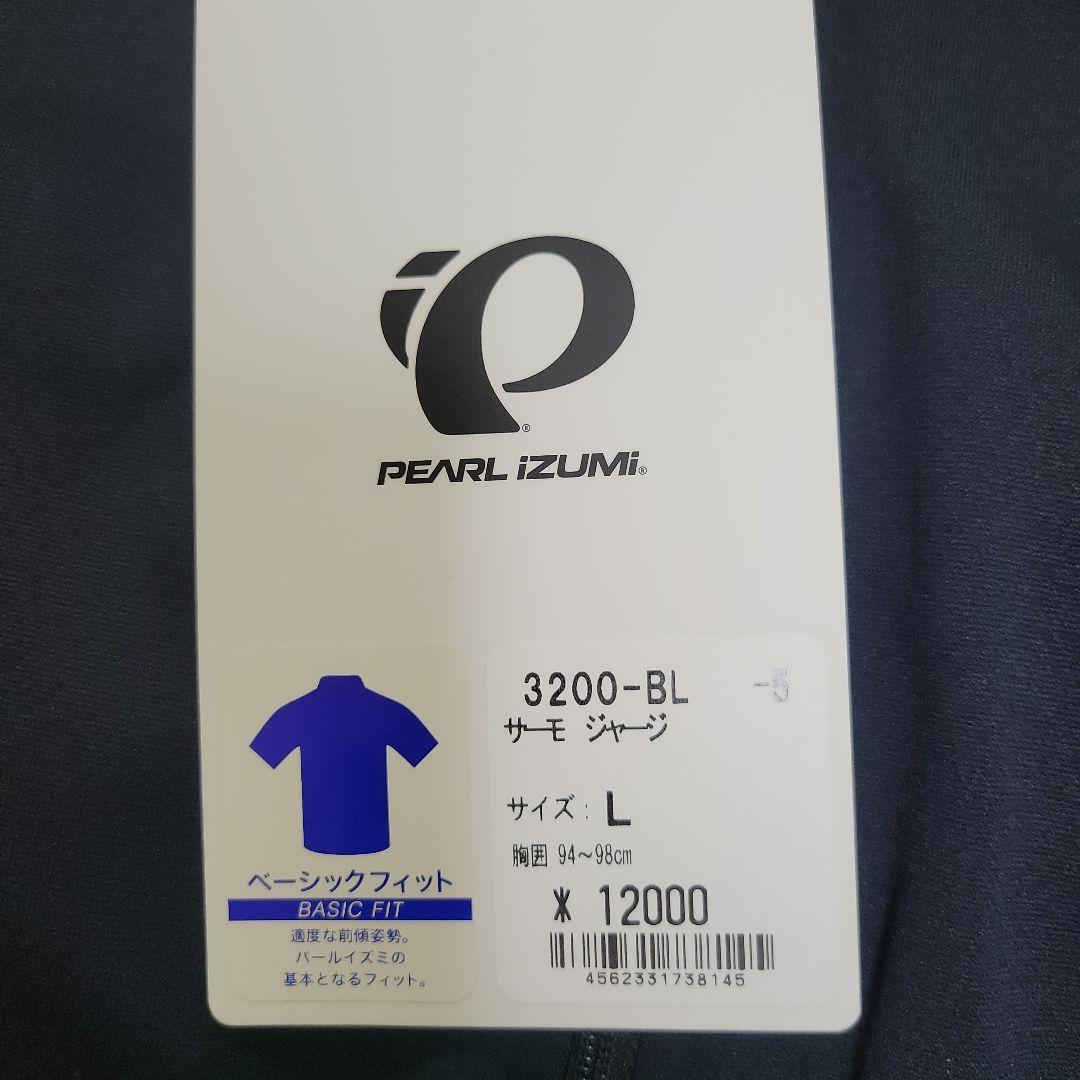 PEARL iZUMi®
3200-BL -5
サーモ ジャージ
サイズ: L
胸囲 94～98cm
¥ 12000
4562331738145
ベーシックフィット
BASIC FIT
適度な前傾姿勢。
パールイズミの
基本となるフィット。